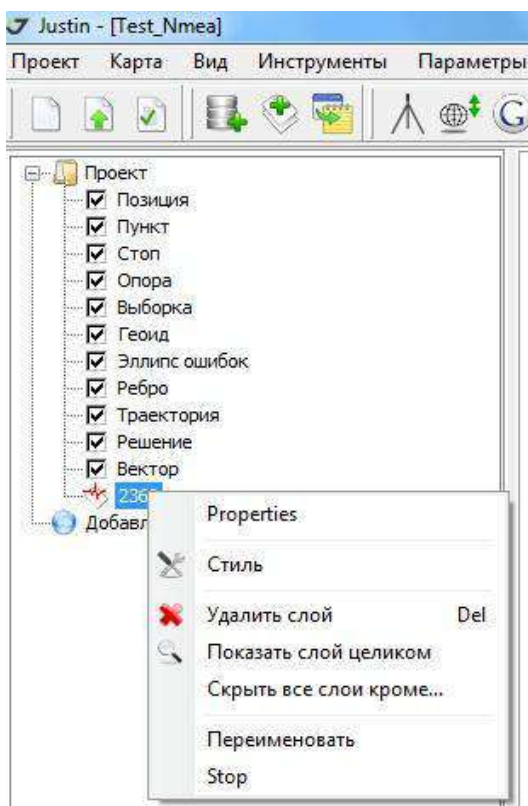 Justin - [Test_Nmea]
Проект Карта Вид Инструменты Параметры
Проект
Позиция
Пункт
Стоп
Опора
Выборка
Геоид
Эллипс ошибок
Ребро
Траектория
Решение
Вектор
Properties
Стиль
Удалить слой Del
Показать слой целиком
Скрыть все слои кроме...
Переименовать
Stop